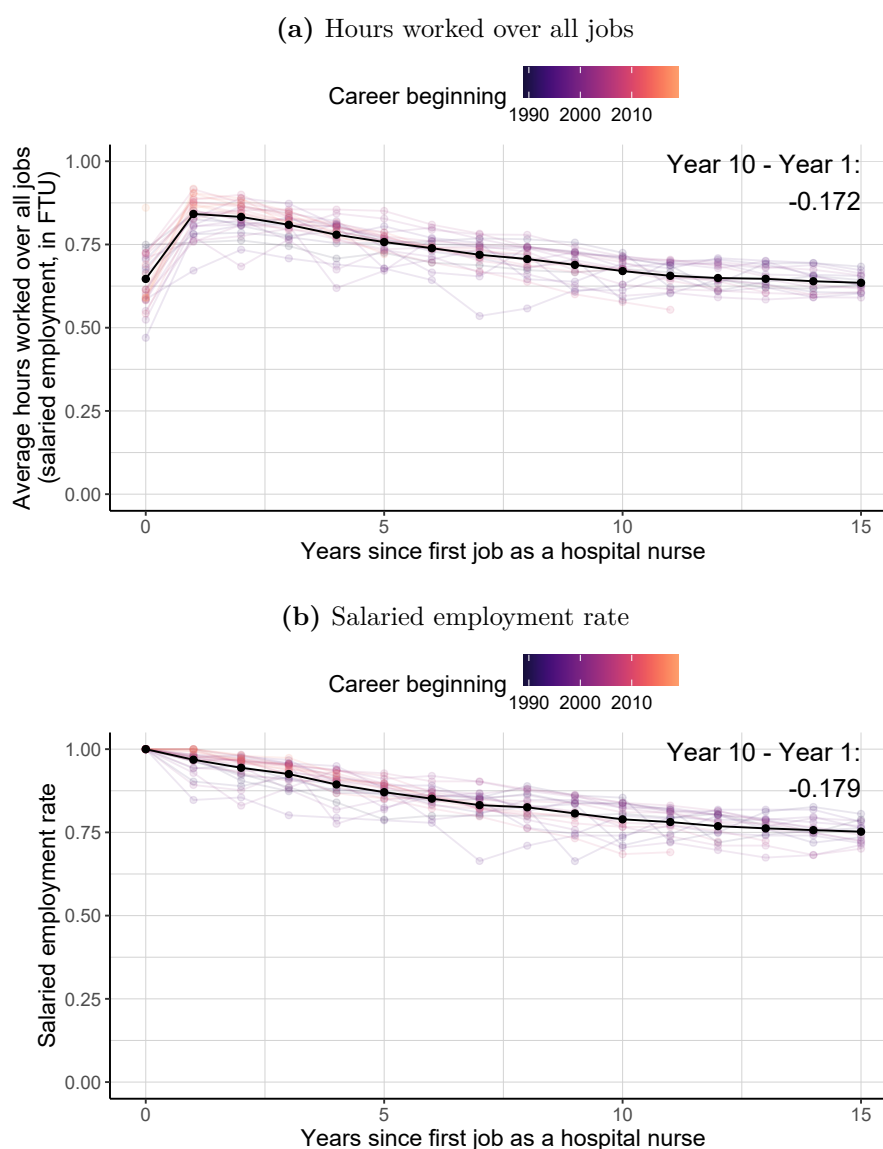 (a) Hours worked over all jobs
Career beginning
1990 2000 2010
Year 10 - Year 1:
-0.172
Average hours worked over all jobs
(salaried employment, in FTU)
1.00
0.75
0.50
0.25
0.00
0 5 10 15
Years since first job as a hospital nurse
(b) Salaried employment rate
Career beginning
1990 2000 2010
Year 10 - Year 1:
-0.179
Salaried employment rate
1.00
0.75
0.50
0.25
0.00
0 5 10 15
Years since first job as a hospital nurse